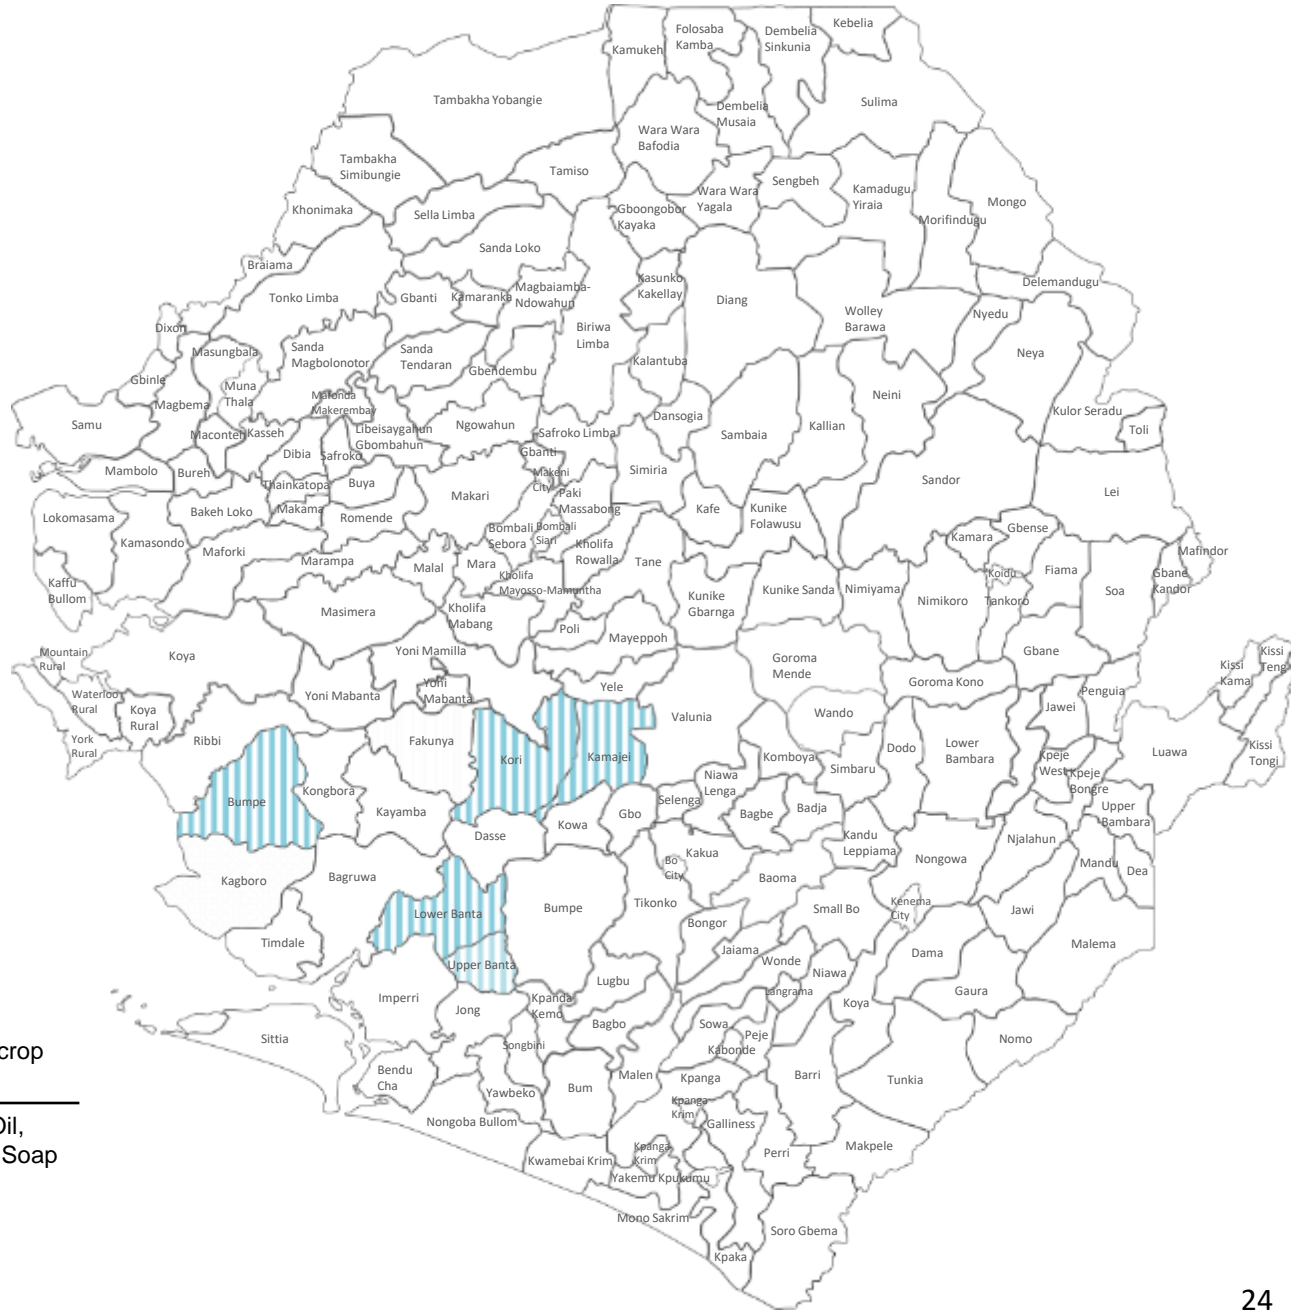 Kebelia
Folosaba
Kamba
Dembelia
Sinkunia
Kamukeh
Tambakha Yobangie
Sulima
Dembelia
Musaia
Wara Wara
Bafodia
Tambakha
Simibungie
Tamiso
Sengbeh
Wara Wara
Yagala
Kamadugu
Yiraia
Mongo
Khonimaka
Sella Limba
Gboongobor
Kayaka
Morifindugu
Sanda Loko
Braiama
Kasunko
Kakellay
Delemandugu
Magbaiamba-
Ndowahun
Tonko Limba
Gbanti
Kamaranka
Diang
Wolley
Barawa
Nyedu
Dixon
Biriwa
Limba
Masungbala
Sanda
Magbolonotor
Sanda
Tendaran
Neya
Kalantuba
Gbendembu
Gbinle
Muna
Thala
Neini
Mafonda
Makerembay
Magbema
Samu
Dansogia
Kulor Seradu
Toli
Ngowahun
Sambaia
Kallian
Maconteh
Kasseh
Libeisaygahun
Gbombahun
Safroko Limba
Dibia
Safroko
Gbanti
Mambolo
Bureh
Simiria
Makeni
City
Sandor
Thainkatopa
Buya
Makari
Paki
Massabong
Lei
Makama
Bakeh Loko
Romende
Kafe
Kunike
Folawusu
Lokomasama
Kamasondo
Bombali
Sebora
Bombali
Siari
Gbense
Kamara
Maforki
Marampa
Malal
Mara
Kholifa
Rowalla
Tane
Mafindor
Kaffu
Bullom
Kholifa
Mayosso-Mamuntha
Koidu
Fiama
Gbane
Kandor
Soa
Kunike
Gbarnga
Kunike Sanda
Nimiyama
Nimikoro
Tankoro
Masimera
Kholifa
Mabang
Poli
Mayeppoh
Mountain
Rural
Koya
Yoni Mamilla
Goroma
Mende
Gbane
Kissi
Teng
Kissi
Kama
Waterloo
Rural
Koya
Rural
Yoni Mabanta
Yoni
Mabanta
Yele
Goroma Kono
Penguia
Jawei
York
Rural
Ribbi
Fakunya
Valunia
Wando
Dodo
Lower
Bambara
Luawa
Kissi
Tongi
Kori
Kamajei
Komboya
Simbaru
Kpeje
West
Kpeje
Bongre
Bumpe
Kongbora
Niawa
Lenga
Selenga
Kayamba
Gbo
Bagbe
Badja
Upper
Bambara
Dasse
Kowa
Kandu
Leppiama
Njalahun
Kakua
Nongowa
Mandu
Dea
Kagboro
Bagruwa
Bo
City
Baoma
Lower Banta
Bumpe
Tikonko
Small Bo
Kenema
City
Jawi
Bongor
Timdale
Jaiama
Malema
Dama
Upper Banta
Wonde
Niawa
Lugbu
Langrama
Gaura
Imperri
Jong
Kpanda
Kemo
Koya
Bagbo
Sowa
Peje
Sittia
Songbini
Kabonde
Nomo
crop
Bendu
Cha
Malen
Kpanga
Barri
Tunkia
Yawbeko
Bum
Kpanga
Krim
Oil,
Nongoba Bullom
Galliness
Soap
Kpanga
Krim
Perri
Makpele
Kwamebai Krim
Yakemu Kpukumu
Mono Sakrim
Soro Gbema
Kpaka
24